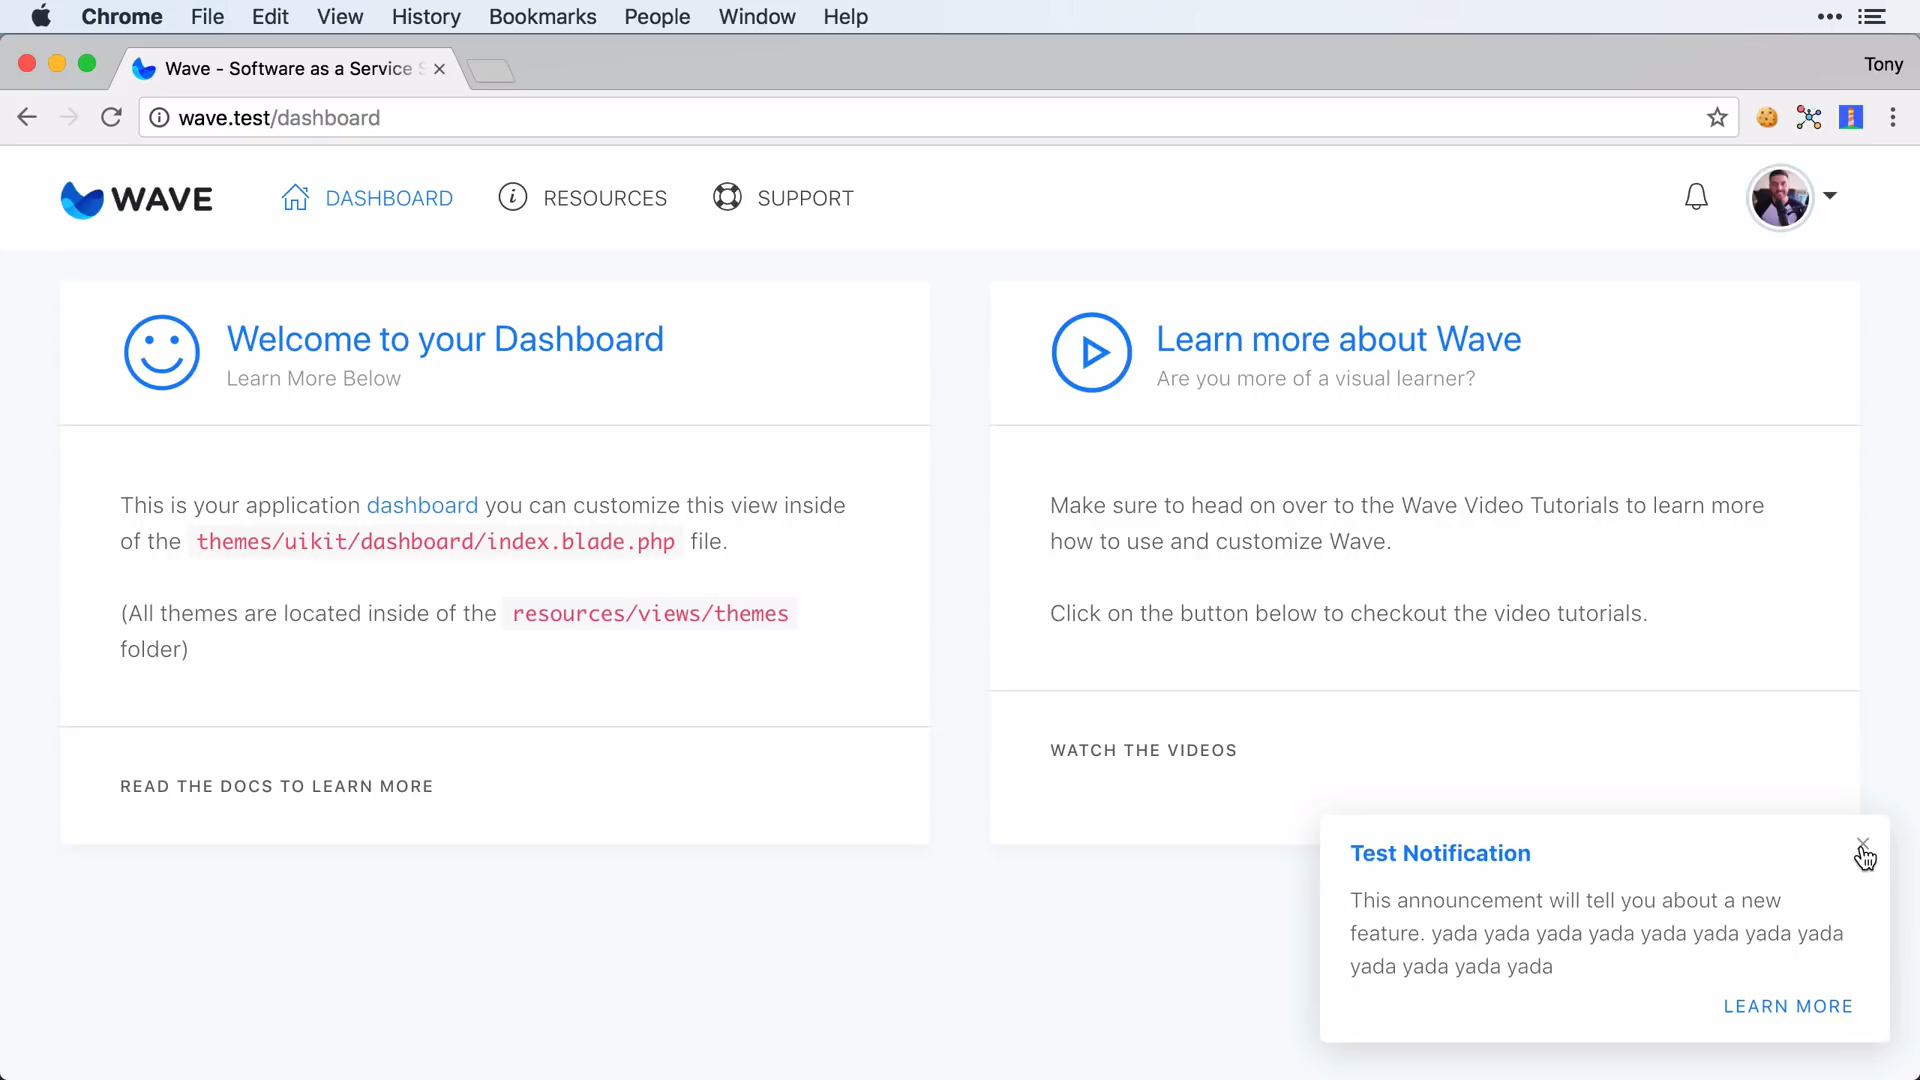 Chrome File Edit View History Bookmarks People Window Help
Wave - Software as a Service
Tony
wave.test/dashboard
WAVE DASHBOARD RESOURCES SUPPORT
Welcome to your Dashboard
Learn More Below
This is your application dashboard you can customize this view inside
of the themes/uikit/dashboard/index.blade.php file.
(All themes are located inside of the resources/views/themes
folder)
READ THE DOCS TO LEARN MORE
Learn more about Wave
Are you more of a visual learner?
Make sure to head on over to the Wave Video Tutorials to learn more
how to use and customize Wave.
Click on the button below to checkout the video tutorials.
WATCH THE VIDEOS
Test Notification
This announcement will tell you about a new
feature. yada yada yada yada yada yada yada yada
yada yada yada yada
LEARN MORE